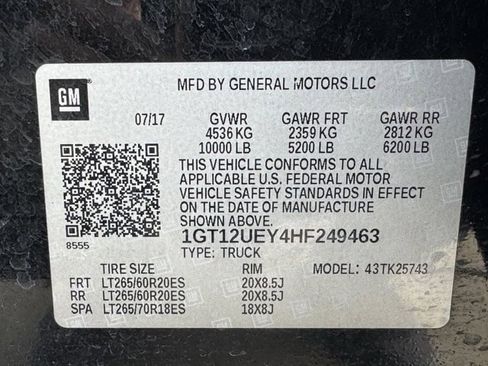 GM
MFD BY GENERAL MOTORS LLC
07/17 GVWR GAWR FRT GAWR RR
4536 KG 2359 KG 2812 KG
10000 LB 5200 LB 6200 LB
THIS VEHICLE CONFORMS TO ALL
APPLICABLE U.S. FEDERAL MOTOR
VEHICLE SAFETY STANDARDS IN EFFECT
ON THE DATE OF MANUFACTURE
SHOWN ABOVE.
1GT12UEY4HF249463
8555
TYPE: TRUCK
TIRE SIZE RIM MODEL: 43TK25743
FRT LT265/60R20ES 20X8.5J
RR LT265/60R20ES 20X8.5J
SPA LT265/70R18ES 18X8J